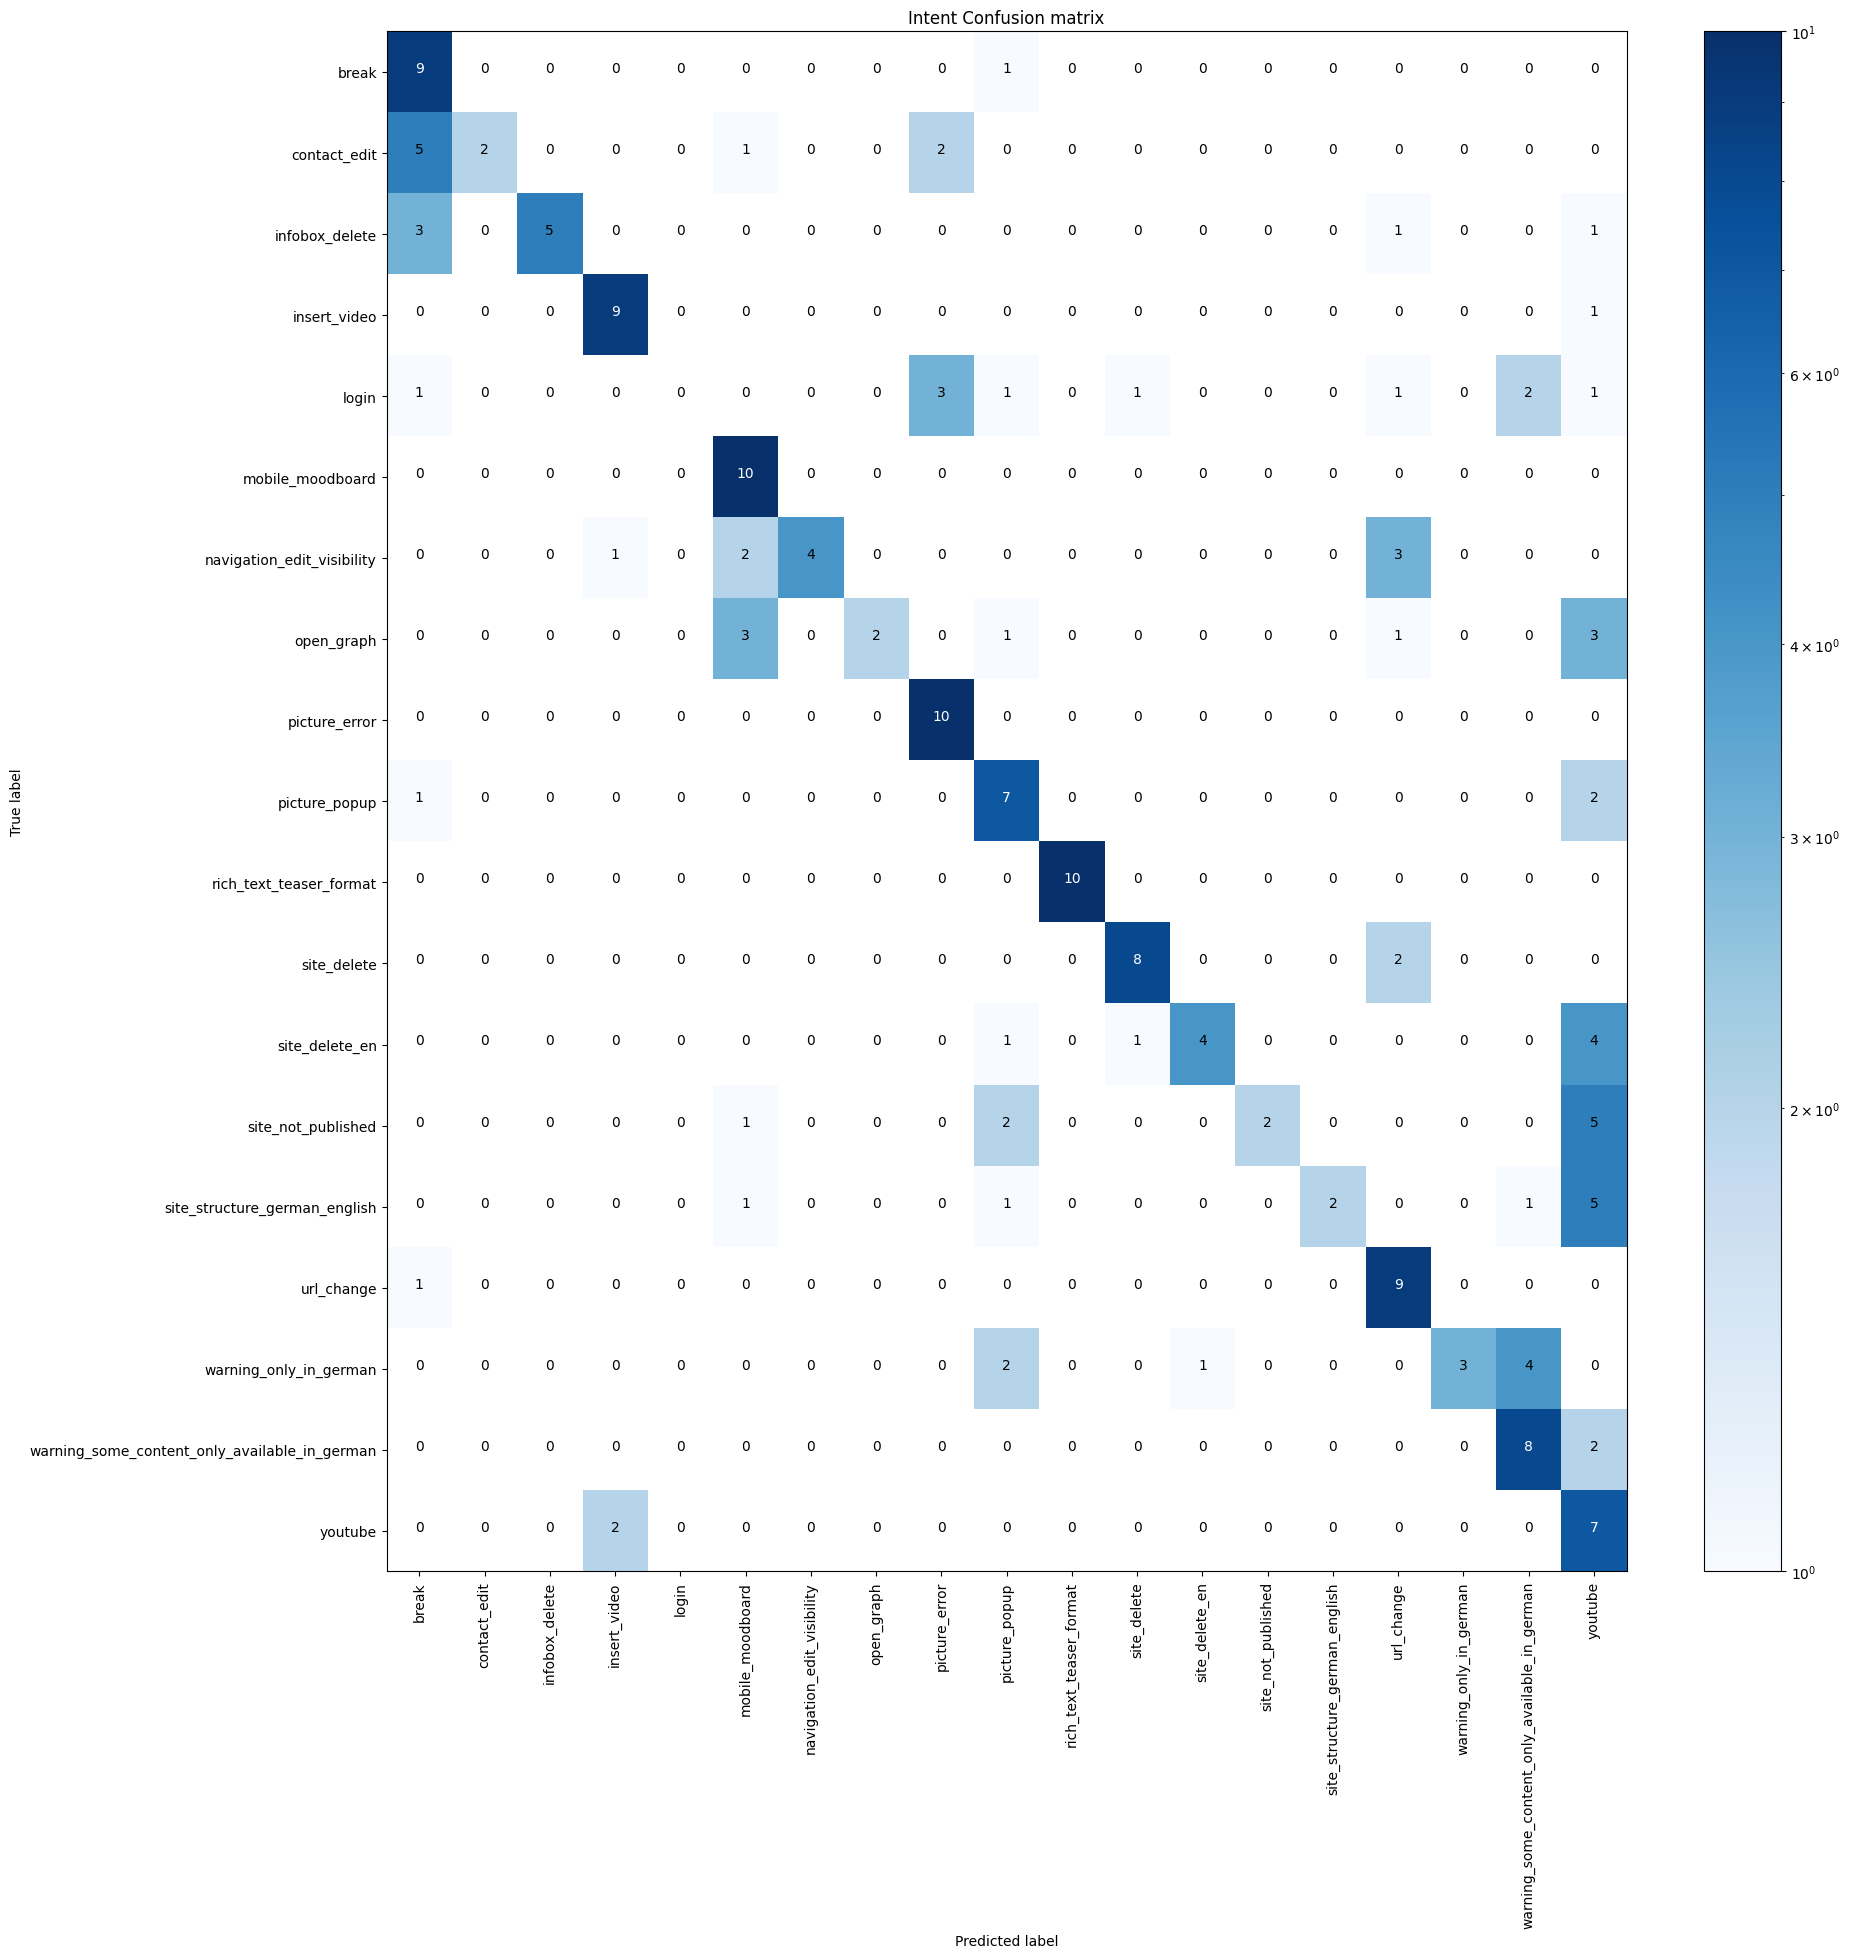 Intent Confusion matrix
True label
break 9 0 0 0 0 0 0 0 0 1 0 0 0 0 0 0 0 0 0
contact_edit 5 2 0 0 0 1 0 0 2 0 0 0 0 0 0 0 0 0 0
infobox_delete 3 0 5 0 0 0 0 0 0 0 0 0 0 0 0 1 0 0 1
insert_video 0 0 0 9 0 0 0 0 0 0 0 0 0 0 0 0 0 0 1
login 1 0 0 0 0 0 0 0 3 1 0 1 0 0 0 1 0 2 1
mobile_moodboard 0 0 0 0 0 10 0 0 0 0 0 0 0 0 0 0 0 0 0
navigation_edit_visibility 0 0 0 1 0 2 4 0 0 0 0 0 0 0 0 3 0 0 0
open_graph 0 0 0 0 0 3 0 2 0 1 0 0 0 0 0 1 0 0 3
picture_error 0 0 0 0 0 0 0 0 10 0 0 0 0 0 0 0 0 0 0
picture_popup 1 0 0 0 0 0 0 0 0 7 0 0 0 0 0 0 0 0 2
rich_text_teaser_format 0 0 0 0 0 0 0 0 0 0 10 0 0 0 0 0 0 0 0
site_delete 0 0 0 0 0 0 0 0 0 0 0 8 0 0 0 2 0 0 0
site_delete_en 0 0 0 0 0 0 0 0 0 1 0 1 4 0 0 0 0 0 4
site_not_published 0 0 0 0 0 1 0 0 0 2 0 0 0 2 0 0 0 0 5
site_structure_german_english 0 0 0 0 0 1 0 0 0 1 0 0 0 0 2 0 0 1 5
url_change 1 0 0 0 0 0 0 0 0 0 0 0 0 0 0 9 0 0 0
warning_only_in_german 0 0 0 0 0 0 0 0 0 2 0 0 1 0 0 0 3 4 0
warning_some_content_only_available_in_german 0 0 0 0 0 0 0 0 0 0 0 0 0 0 0 0 0 8 2
youtube 0 0 0 2 0 0 0 0 0 0 0 0 0 0 0 0 0 0 7
break
contact_edit
infobox_delete
insert_video
login
mobile_moodboard
navigation_edit_visibility
open_graph
picture_error
picture_popup
rich_text_teaser_format
site_delete
site_delete_en
site_not_published
site_structure_german_english
url_change
warning_only_in_german
warning_some_content_only_available_in_german
youtube
Predicted label
10¹
6 × 10⁰
4 × 10⁰
3 × 10⁰
2 × 10⁰
10⁰